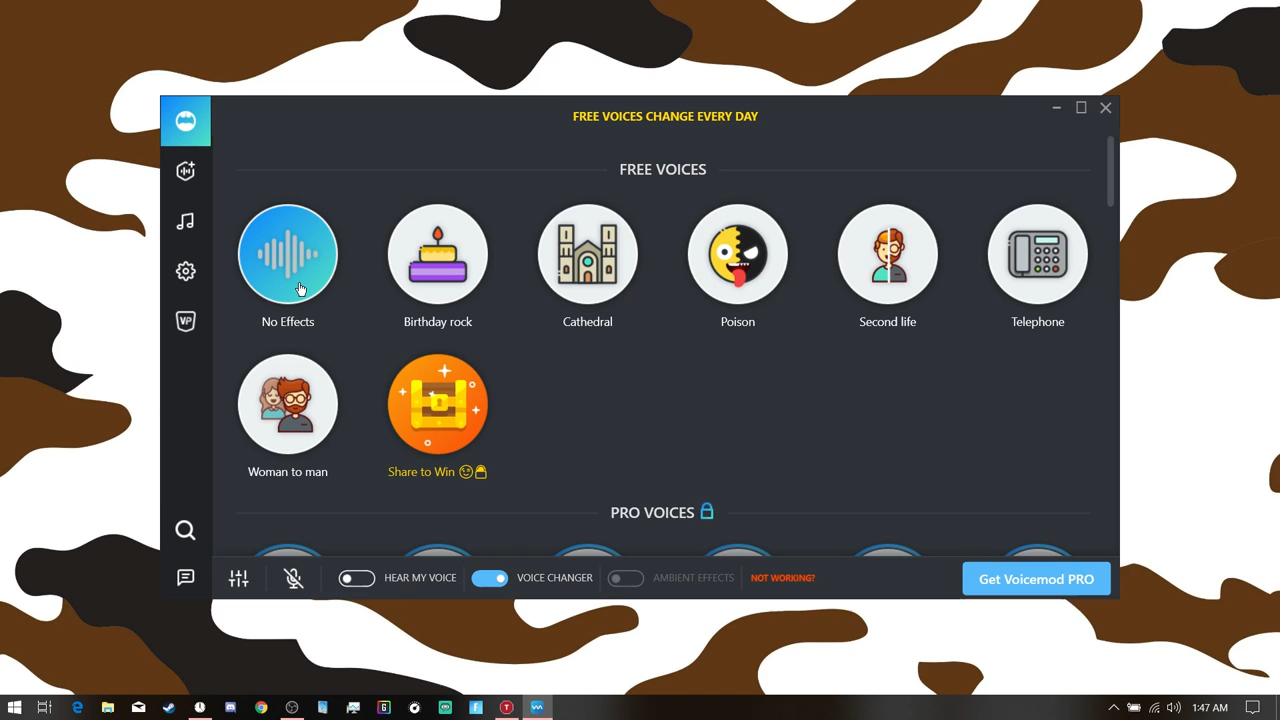 FREE VOICES CHANGE EVERY DAY
FREE VOICES
No Effects
Birthday rock
Cathedral
Poison
Second life
Telephone
Woman to man
Share to Win
PRO VOICES
VP
HEAR MY VOICE
VOICE CHANGER
AMBIENT EFFECTS
NOT WORKING?
Get Voicemod PRO
1:47 AM